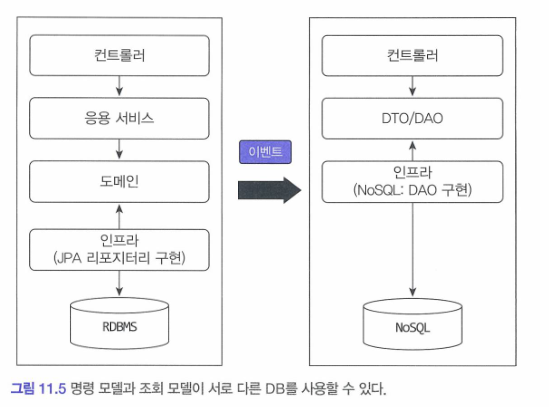 컨트롤러
응용 서비스
도메인
인프라
(JPA 리포지터리 구현)
RDBMS
이벤트
컨트롤러
DTO/DAO
인프라
(NoSQL: DAO 구현)
NoSQL
그림 11.5 명령 모델과 조회 모델이 서로 다른 DB를 사용할 수 있다.